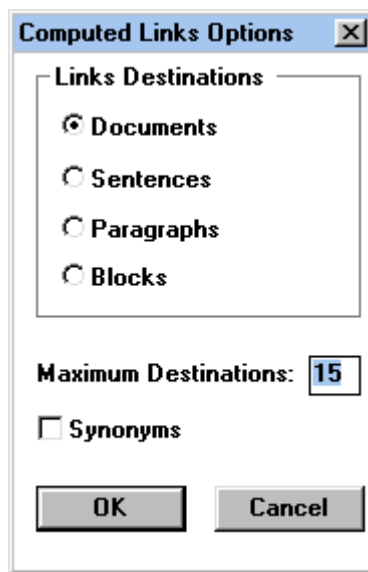 Computed Links Options
Links Destinations
Documents
Sentences
Paragraphs
Blocks
Maximum Destinations: 15
Synonyms
OK Cancel